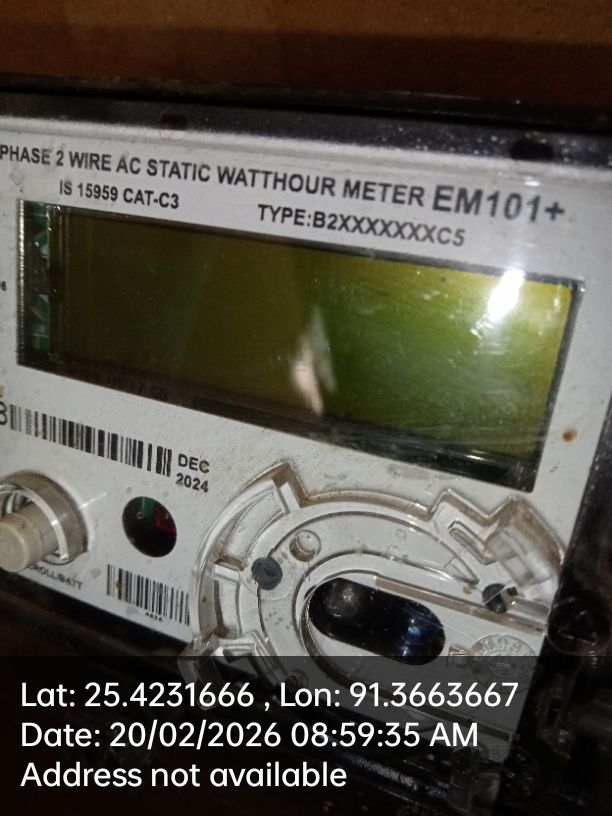 PHASE 2 WIRE AC STATIC WATTHOUR METER EM101+
IS 15959 CAT-C3
TYPE:B2XXXXXXXC5
DEC
2024
Lat: 25.4231666 , Lon: 91.3663667
Date: 20/02/2026 08:59:35 AM
Address not available